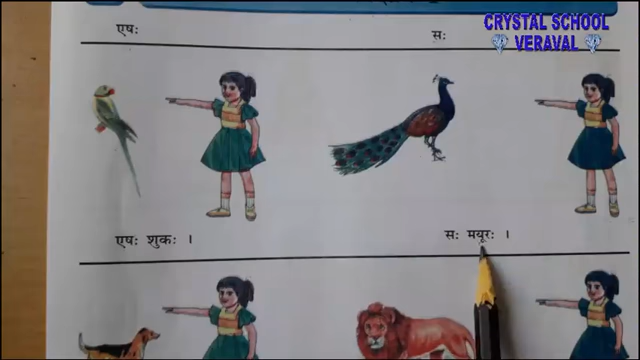 CRYSTAL SCHOOL
VERAVAL
एषः
सः
एषः शुकः ।
सः मयूरः ।